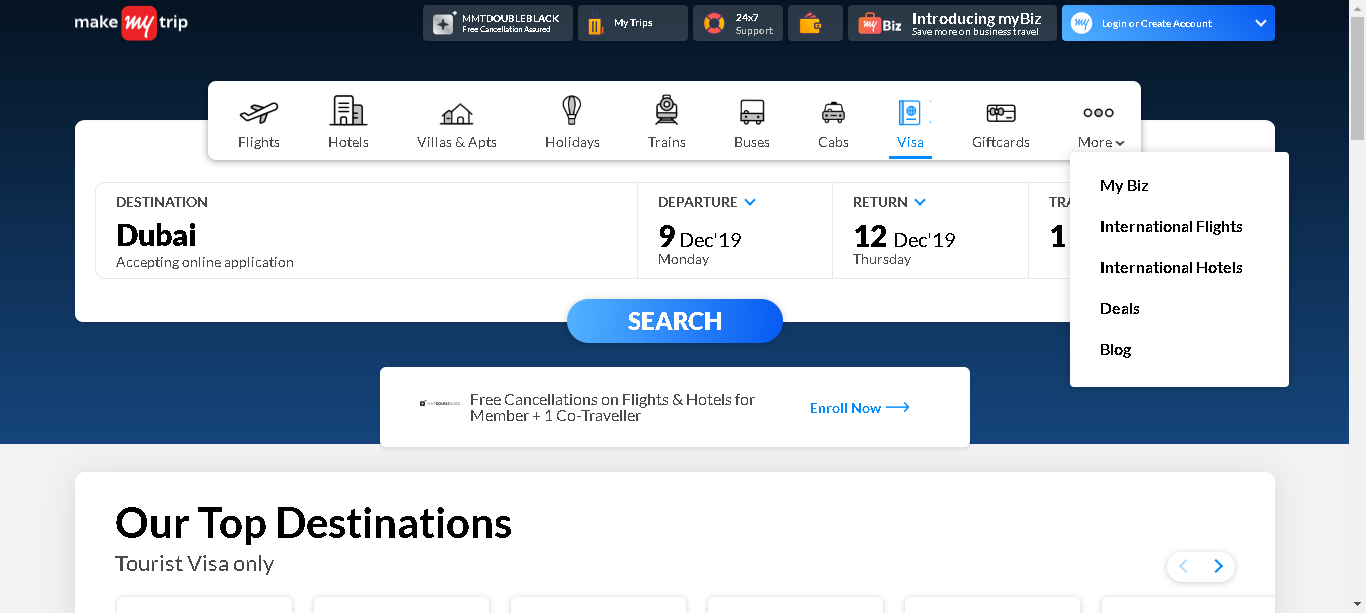 make my trip
MMTDOUBLEBLACK
Free Cancellation Assured
My Trips
24x7
Support
my Biz
Introducing myBiz
Save more on business travel
my
Login or Create Account
Flights
Hotels
Villas & Apts
Holidays
Trains
Buses
Cabs
Visa
Giftcards
More
My Biz
International Flights
International Hotels
Deals
Blog
DESTINATION
Dubai
Accepting online application
DEPARTURE
9 Dec'19
Monday
RETURN
12 Dec'19
Thursday
TRA
1
SEARCH
MMTDOUBLEBLACK
Free Cancellations on Flights & Hotels for
Member + 1 Co-Traveller
Enroll Now
Our Top Destinations
Tourist Visa only